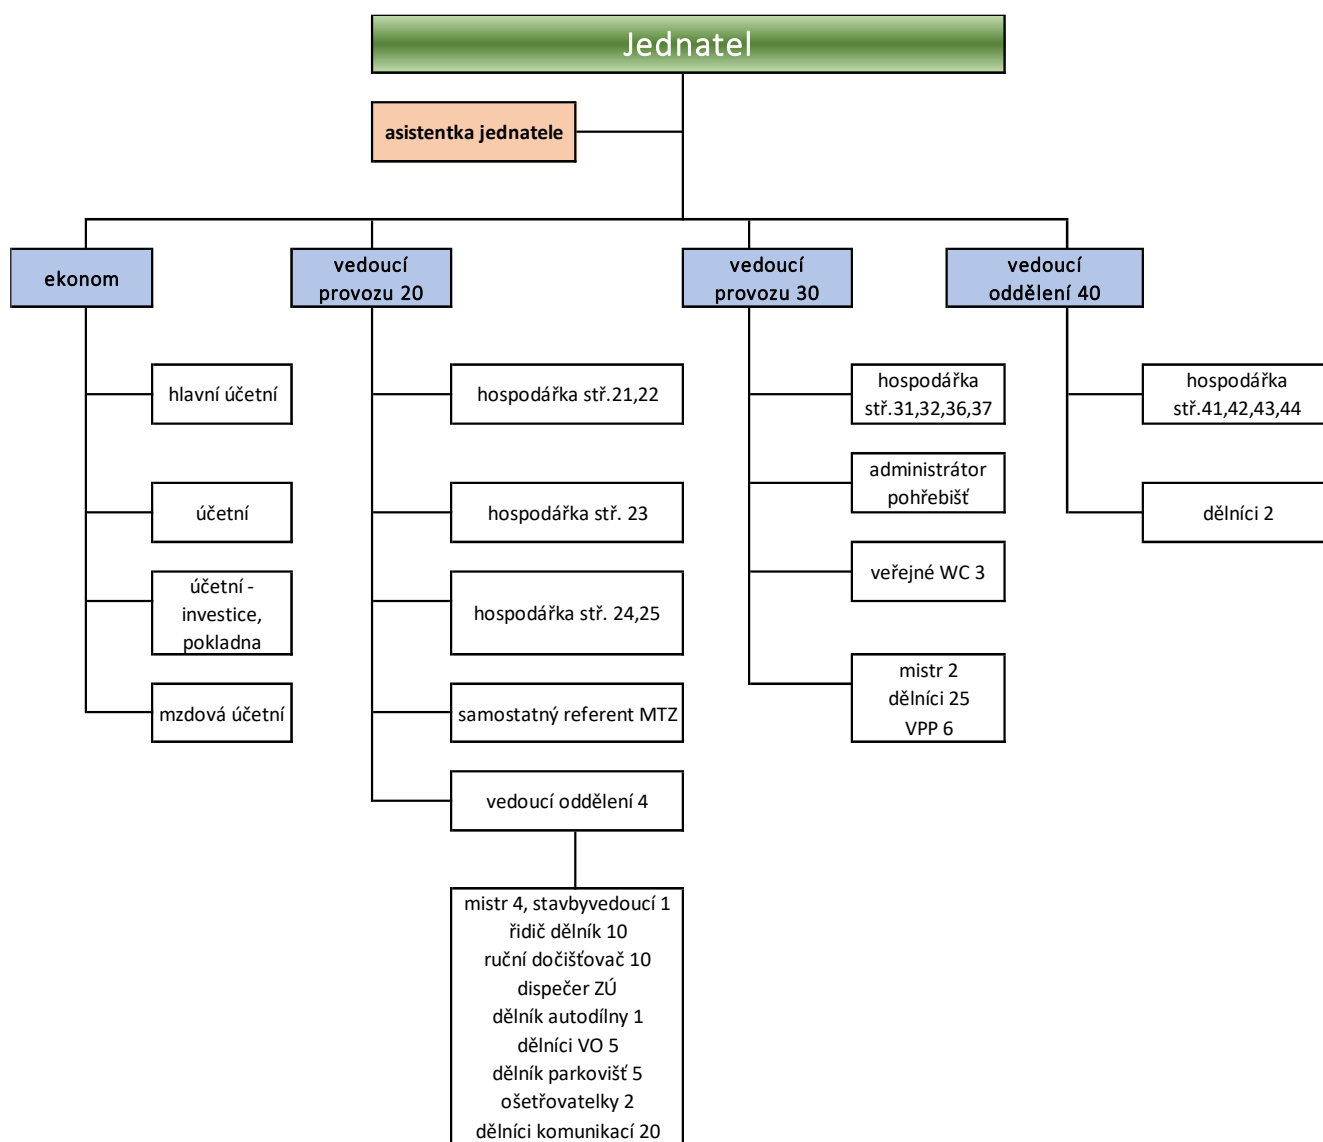 Jednatel
asistentka jednatele
ekonom
vedoucí
provozu 20
vedoucí
provozu 30
vedoucí
oddělení 40
hlavní účetní
účetní
účetní -
investice,
pokladna
mzdová účetní
hospodářka stř.21,22
hospodářka stř. 23
hospodářka stř. 24,25
samostatný referent MTZ
vedoucí oddělení 4
mistr 4, stavbyvedoucí 1
řidič dělník 10
ruční dočišťovač 10
dispečer ZÚ
dělník autodílny 1
dělníci VO 5
dělník parkovišť 5
ošetřovatelky 2
dělníci komunikací 20
hospodářka
stř.31,32,36,37
administrátor
pohřebišť
veřejné WC 3
mistr 2
dělníci 25
VPP 6
hospodářka
stř.41,42,43,44
dělníci 2